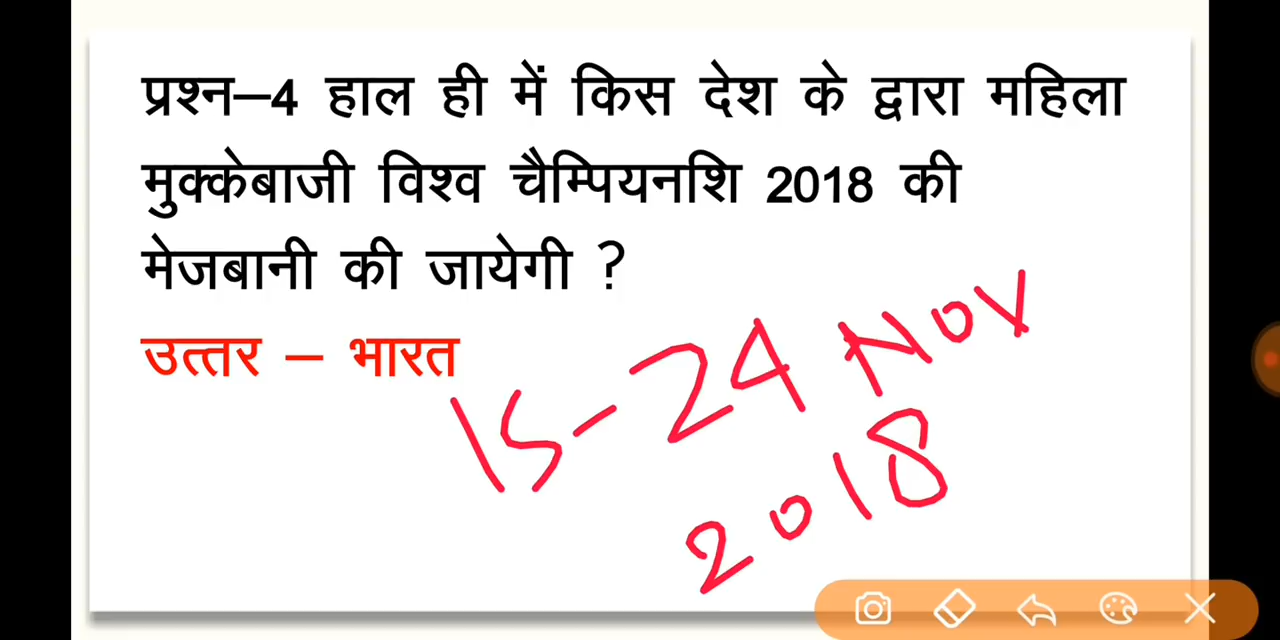 प्रश्न–4 हाल ही में किस देश के द्वारा महिला
मुक्केबाजी विश्व चैम्पियनशि 2018 की
मेजबानी की जायेगी ?
उत्तर – भारत
15-24 Nov
2018